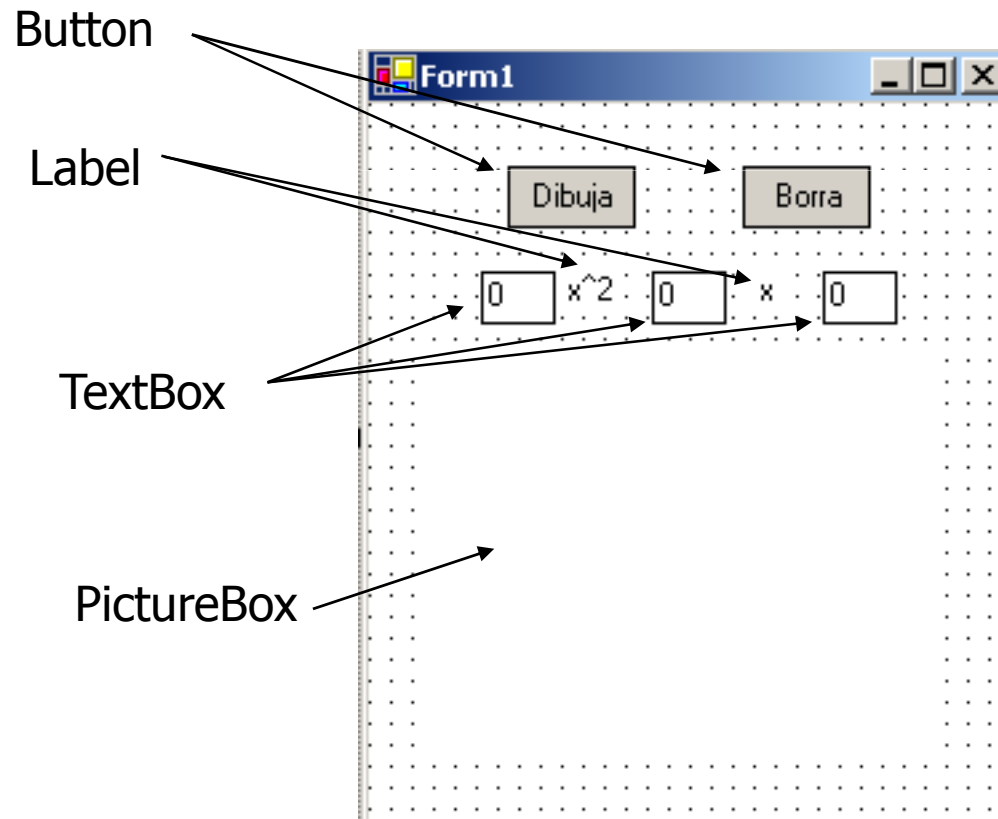 Button
Form1
Label
Dibuja Borra
0 x^2 0 x 0
TextBox
PictureBox